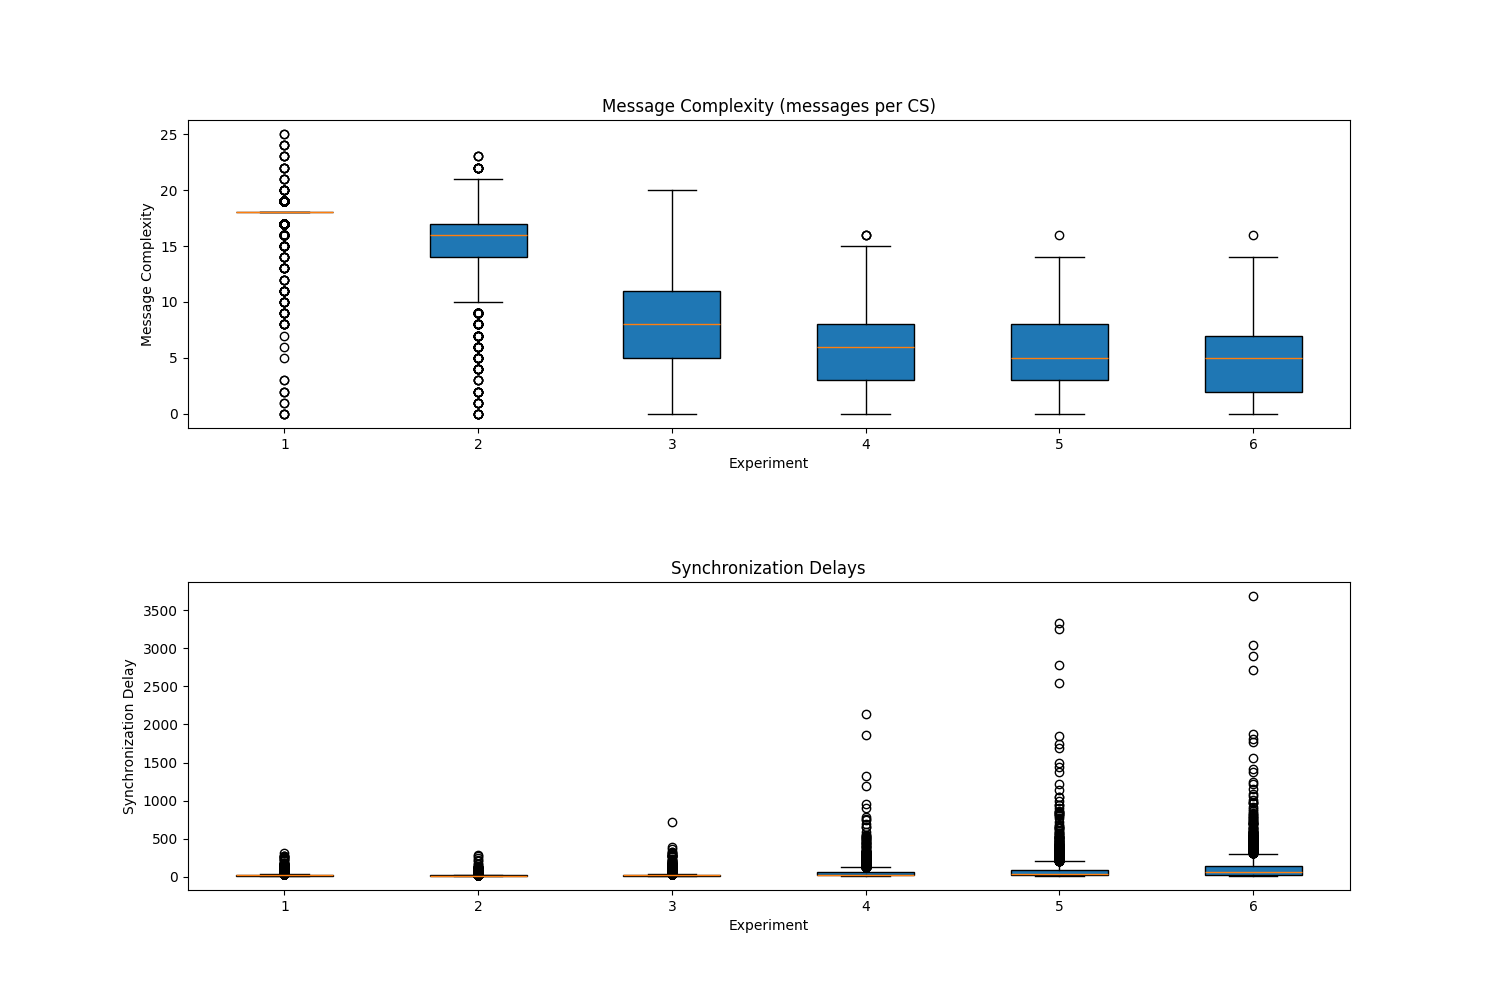 Message Complexity (messages per CS)
Message Complexity
25
20
15
10
5
0
1 2 3 4 5 6
Experiment
Synchronization Delays
Synchronization Delay
3500
3000
2500
2000
1500
1000
500
0
1 2 3 4 5 6
Experiment